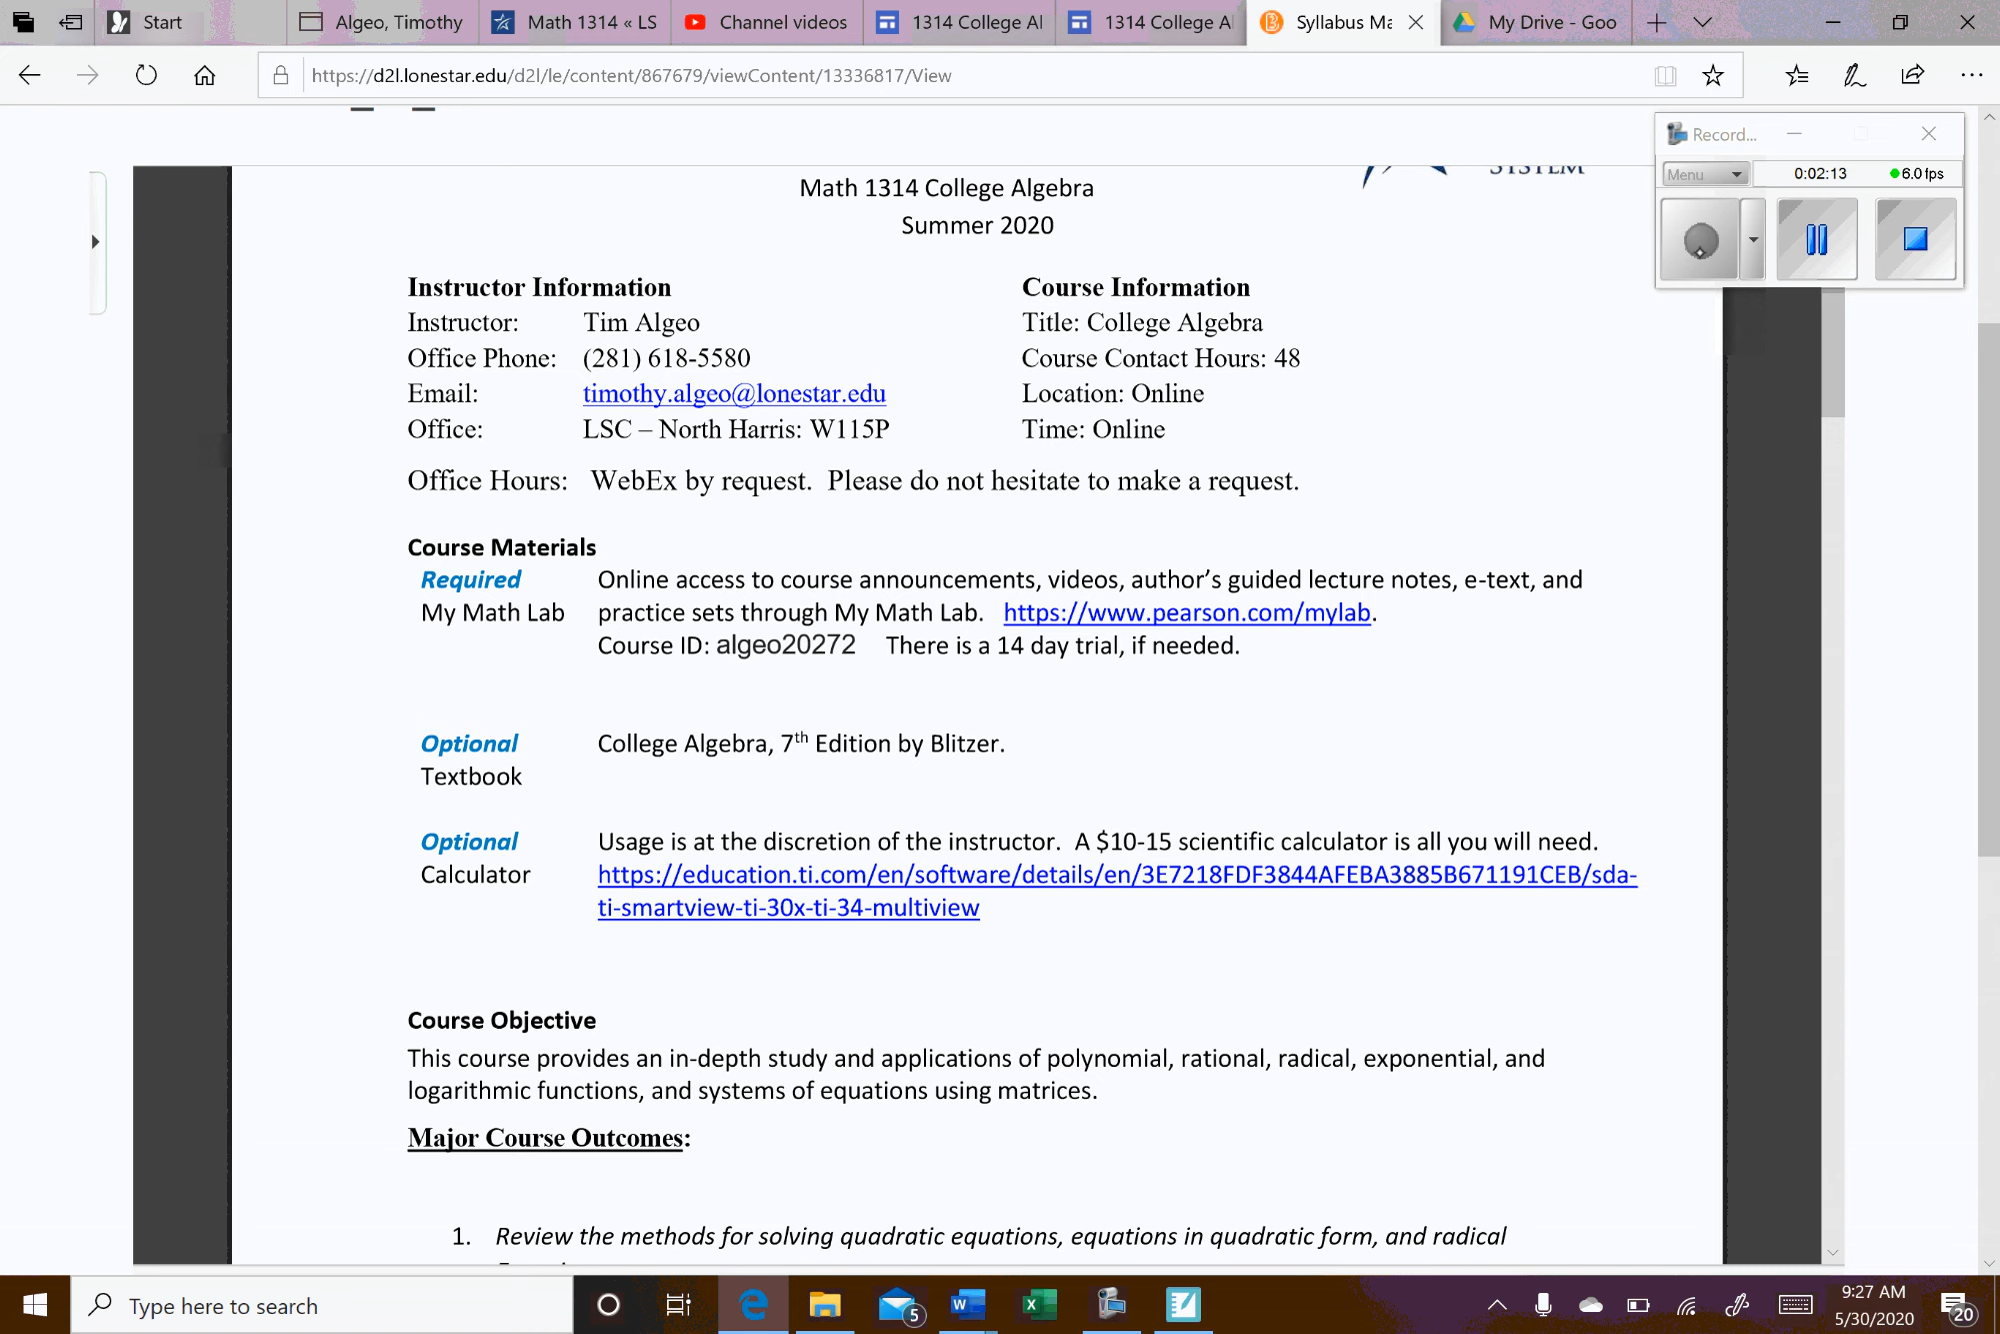 Start
Algeo, Timothy
Math 1314 « LS
Channel videos
1314 College Al
1314 College A
Syllabus Ma
My Drive - Goo
https://d2l.lonestar.edu/d2l/le/content/867679/viewContent/13336817/View
Record...
Menu
0:02:13
6.0 fps
SYSTEM
Math 1314 College Algebra
Summer 2020
Instructor Information
Instructor: Tim Algeo
Office Phone: (281) 618-5580
Email: timothy.algeo@lonestar.edu
Office: LSC – North Harris: W115P
Course Information
Title: College Algebra
Course Contact Hours: 48
Location: Online
Time: Online
Office Hours: WebEx by request. Please do not hesitate to make a request.
Course Materials
Required Online access to course announcements, videos, author’s guided lecture notes, e-text, and
My Math Lab practice sets through My Math Lab. https://www.pearson.com/mylab.
Course ID: algeo20272 There is a 14 day trial, if needed.
Optional College Algebra, 7th Edition by Blitzer.
Textbook
Optional Usage is at the discretion of the instructor. A $10-15 scientific calculator is all you will need.
Calculator https://education.ti.com/en/software/details/en/3E7218FDF3844AFEBA3885B671191CEB/sda-
ti-smartview-ti-30x-ti-34-multiview
Course Objective
This course provides an in-depth study and applications of polynomial, rational, radical, exponential, and
logarithmic functions, and systems of equations using matrices.
Major Course Outcomes:
1. Review the methods for solving quadratic equations, equations in quadratic form, and radical
Type here to search
5
9:27 AM
5/30/2020
20